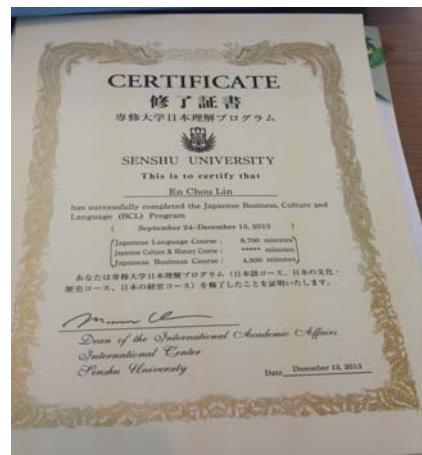 CERTIFICATE
修了証書
専修大学日本理解プログラム
SENSHU UNIVERSITY
This is to certify that
En Chou Lin
has successfully completed the Japanese Business, Culture and
Language (BCL) Program
( September 24-December 13, 2013 )
Japanese Language Course : 8,700 minutes
Japanese Culture & History Course : ***** minutes
Japanese Business Course : 4,500 minutes
あなたは専修大学日本理解プログラム(日本語コース、日本の文化・
歴史コース、日本の経営コース)を修了したことを証明いたします。
Dean of the International Academic Affairs
International Center
Senshu University
Date December 13, 2013